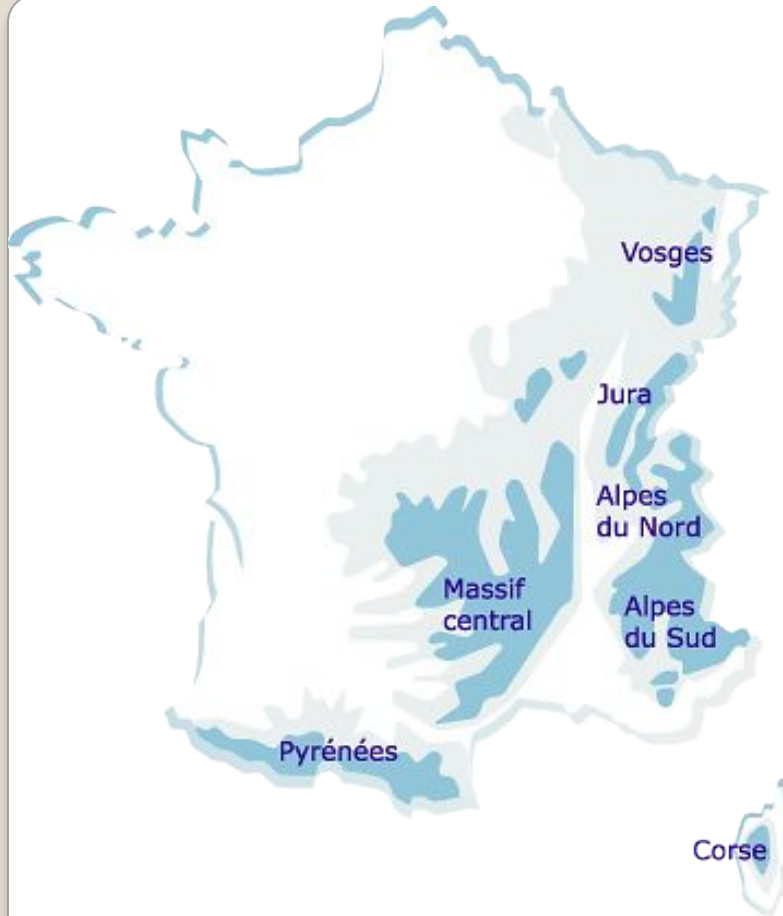 Vosges
Jura
Alpes
du Nord
Massif
central
Alpes
du Sud
Pyrénées
Corse